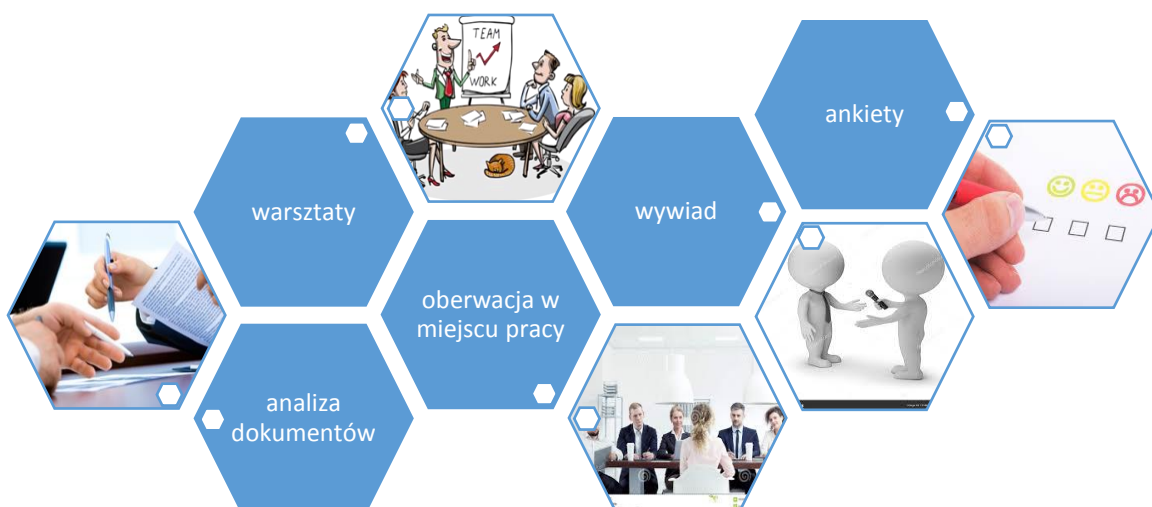 TEAM
WORK
ankiety
warsztaty
wywiad
oberwacja w
miejscu pracy
analiza
dokumentów